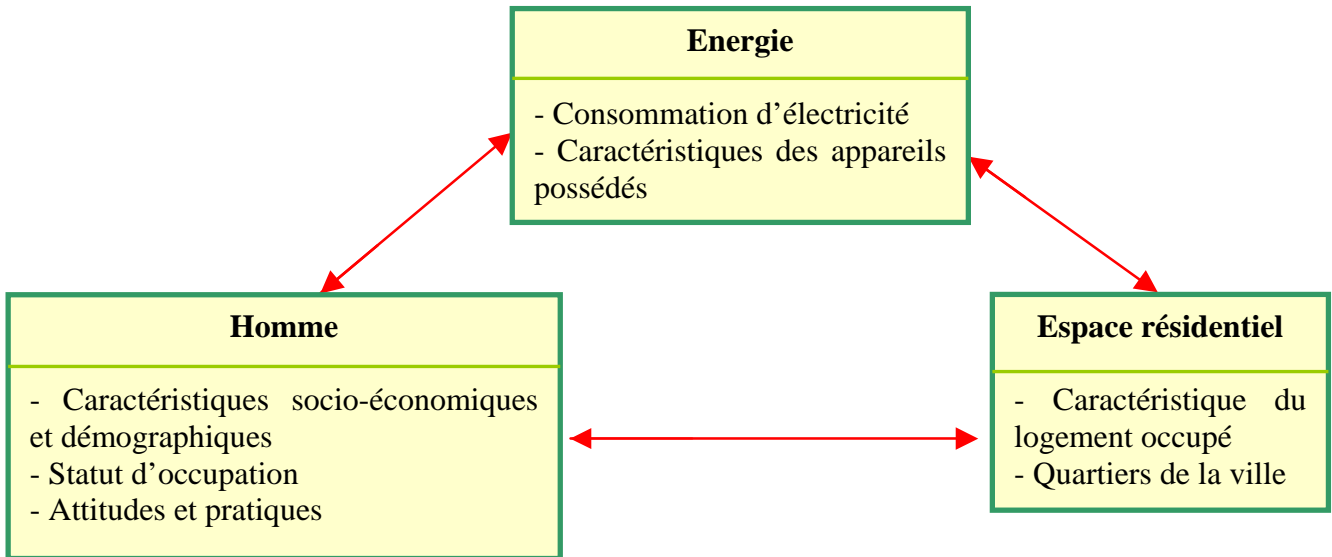 Energie
- Consommation d’électricité
- Caractéristiques des appareils
possédés
Homme
- Caractéristiques socio-économiques
et démographiques
- Statut d’occupation
- Attitudes et pratiques
Espace résidentiel
- Caractéristique du
logement occupé
- Quartiers de la ville